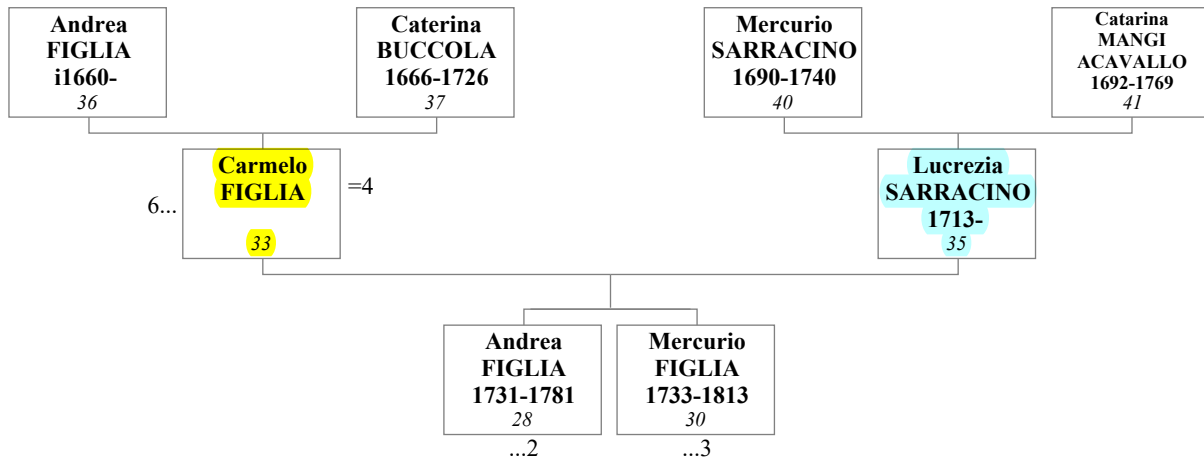 Andrea
FIGLIA
i1660-
36
Caterina
BUCCOLA
1666-1726
37
Mercurio
SARRACINO
1690-1740
40
Catarina
MANGI
ACAVALLO
1692-1769
41
6...
Carmelo
FIGLIA
33
=4
Lucrezia
SARRACINO
1713-
35
Andrea
FIGLIA
1731-1781
28
...2
Mercurio
FIGLIA
1733-1813
30
...3